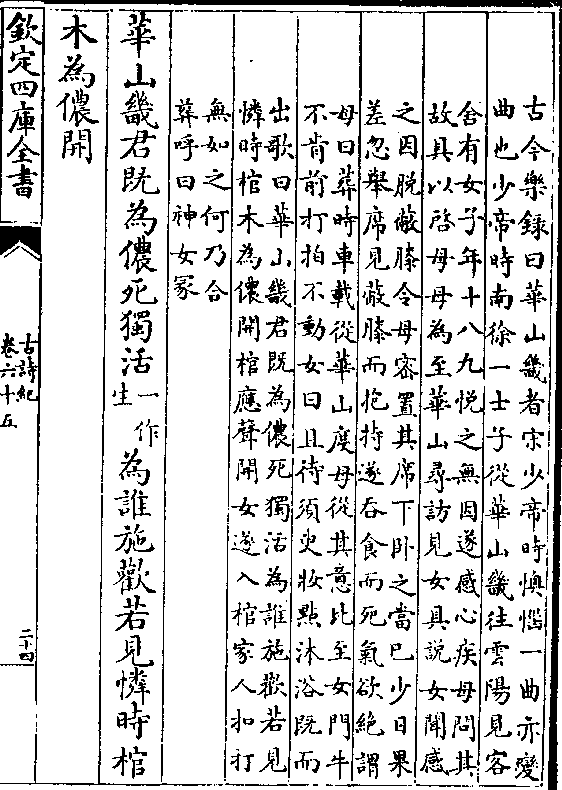 古今樂録曰華山畿者宋少帝時懊惱一曲亦變
曲也少帝時南徐一士子從華山畿往雲陽見客
舍有女子年十八九悅之無因遂感心疾母問其
故具以啓母母為至華山尋訪見女具說女聞感
之因脫蔽膝令母密置其席下卧之當已少日果
差忽舉席見蔽膝而抱持遂吞食而死氣欲絶謂
母曰葬時車載從華山度母從其意比至女門牛
不肯前打拍不動女曰且待須臾妝點沐浴既而
出歌曰華山畿君既為儂死獨活為誰施歡若見
憐時棺木為儂開棺應聲開女遂入棺家人扣打
無如之何乃合
葬呼曰神女冢
華山畿君既為儂死獨活一作生為誰施歡若見憐時棺
木為儂開
欽定四庫全書
古詩紀
卷六十五
二十四